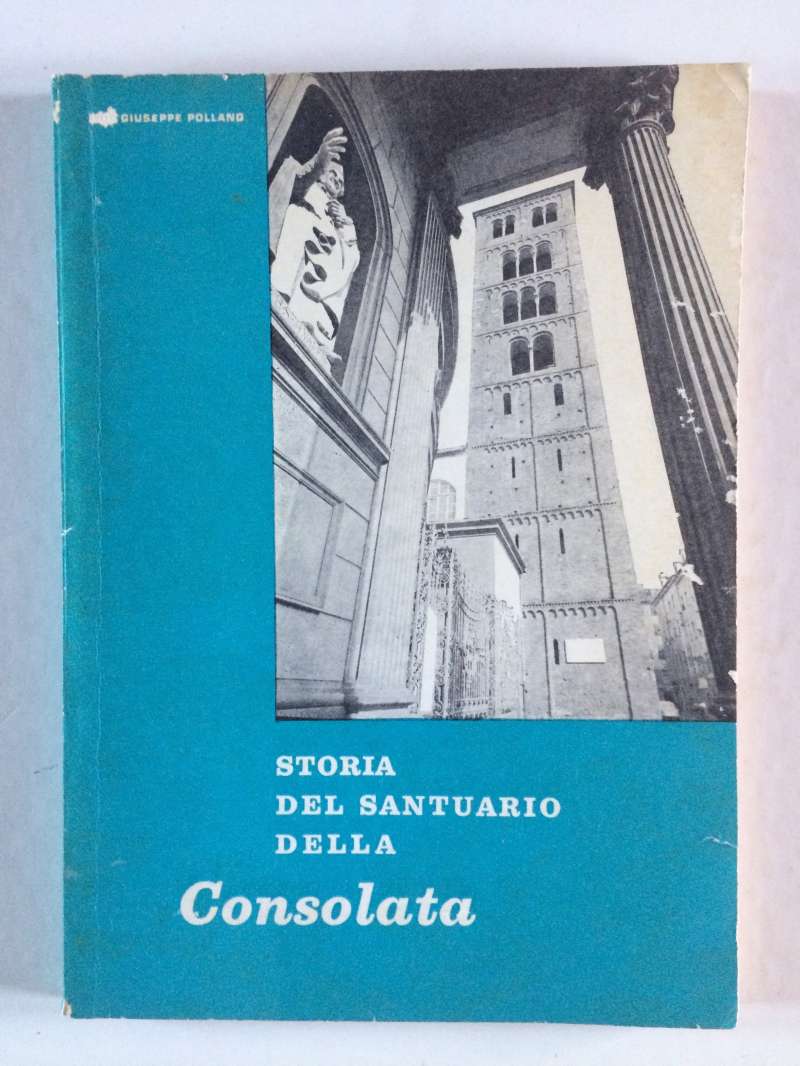 GIUSEPPE POLLANO
STORIA
DEL SANTUARIO
DELLA
Consolata